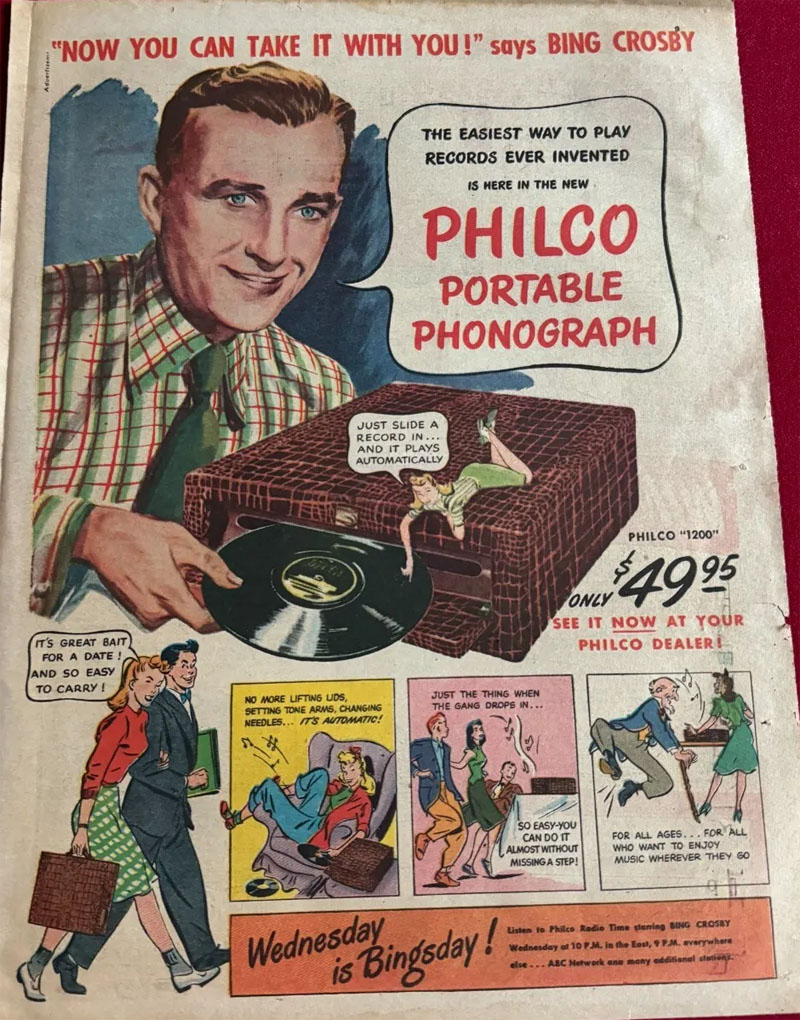 Advertisement
"NOW YOU CAN TAKE IT WITH YOU!" says BING CROSBY
THE EASIEST WAY TO PLAY
RECORDS EVER INVENTED
IS HERE IN THE NEW
PHILCO
PORTABLE
PHONOGRAPH
JUST SLIDE A
RECORD IN...
AND IT PLAYS
AUTOMATICALLY
PHILCO "1200"
ONLY $49.95
SEE IT NOW AT YOUR
PHILCO DEALER!
IT'S GREAT BAIT
FOR A DATE!
AND SO EASY
TO CARRY!
NO MORE LIFTING LIDS,
SETTING TONE ARMS, CHANGING
NEEDLES... IT'S AUTOMATIC!
JUST THE THING WHEN
THE GANG DROPS IN...
SO EASY-YOU
CAN DO IT
ALMOST WITHOUT
MISSING A STEP!
FOR ALL AGES...FOR ALL
WHO WANT TO ENJOY
MUSIC WHEREVER THEY GO
Wednesday
is Bingsday!
Listen to Philco Radio Time starring BING CROSBY
Wednesday at 10 P.M. in the East, 9 P.M. everywhere
else... ABC Network and many additional stations.